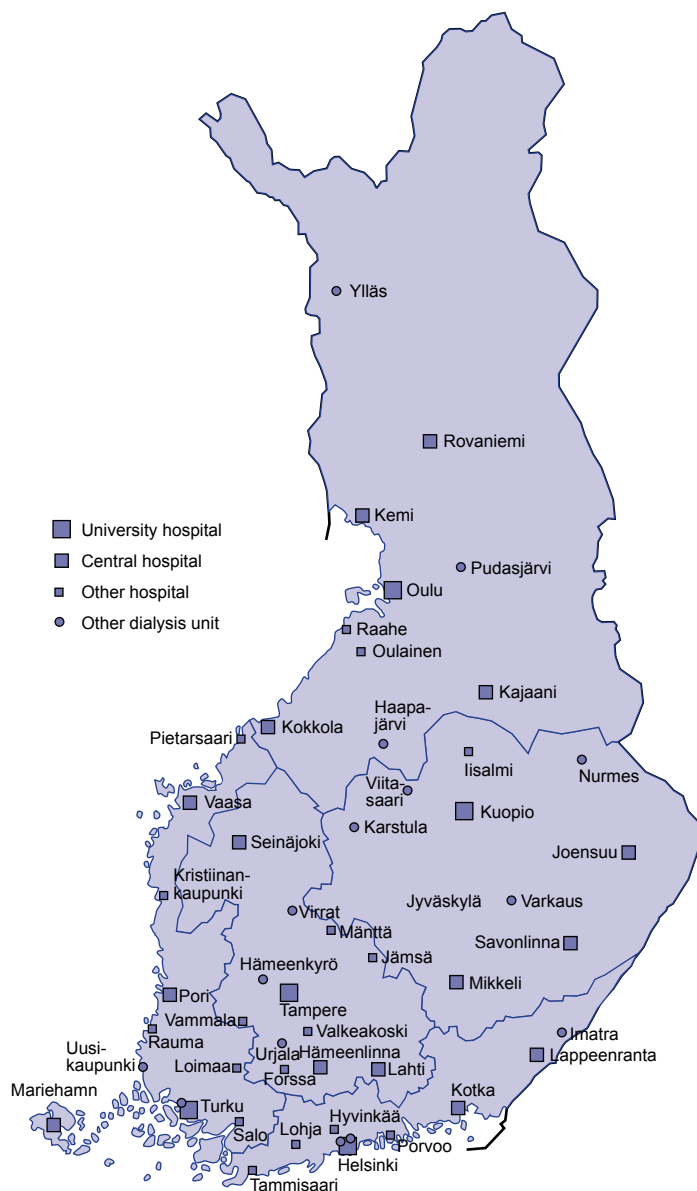 Ylläs
Rovaniemi
Kemi
University hospital
Central hospital
Other hospital
Other dialysis unit
Pudasjärvi
Oulu
Raahe
Oulainen
Kajaani
Haapa-
järvi
Kokkola
Pietarsaari
Iisalmi
Nurmes
Viita-
saari
Vaasa
Kuopio
Karstula
Seinäjoki
Joensuu
Kristiinan-
kaupunki
Jyväskylä
Varkaus
Virrat
Mänttä
Savonlinna
Jämsä
Hämeenkyrö
Mikkeli
Pori
Tampere
Vammala
Rauma
Valkeakoski
Imatra
Uusi-
kaupunki
Urjala
Hämeenlinna
Lappeenranta
Loimaa
Forssa
Lahti
Mariehamn
Turku
Kotka
Salo
Lohja
Hyvinkää
Porvoo
Helsinki
Tammisaari